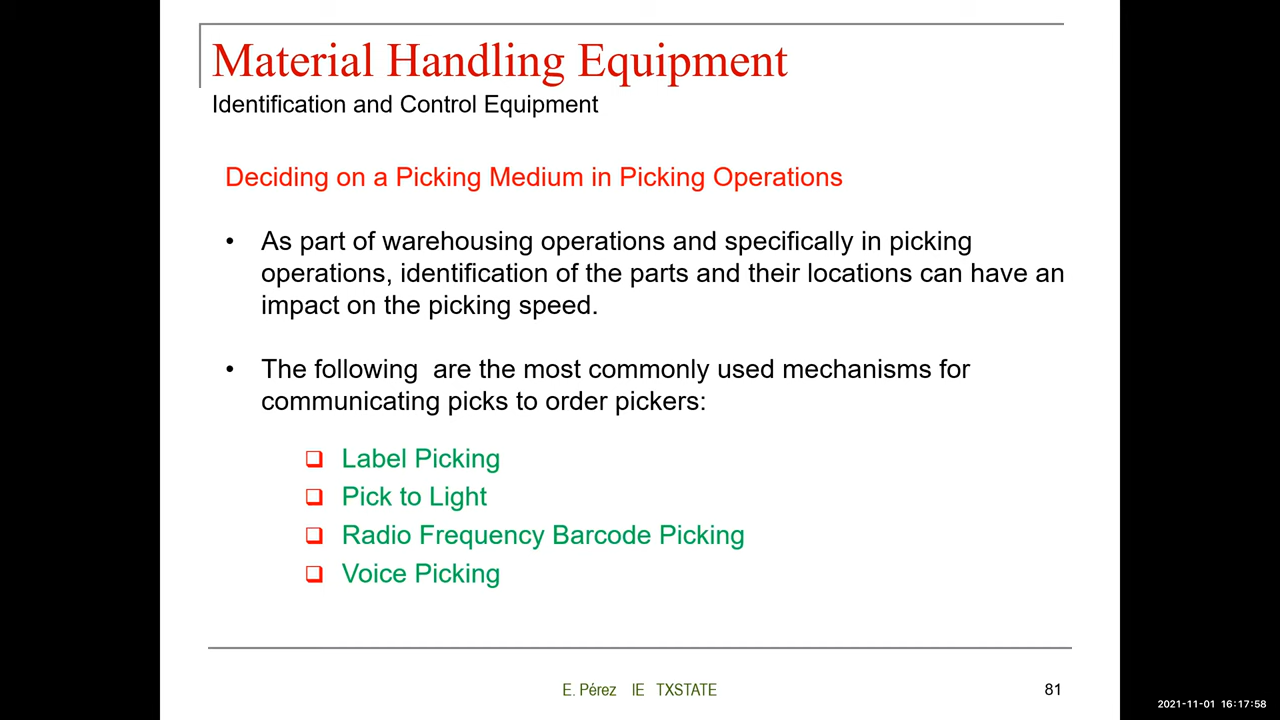 Material Handling Equipment
Identification and Control Equipment
Deciding on a Picking Medium in Picking Operations
• As part of warehousing operations and specifically in picking
operations, identification of the parts and their locations can have an
impact on the picking speed.
• The following  are the most commonly used mechanisms for
communicating picks to order pickers:
❑ Label Picking
❑ Pick to Light
❑ Radio Frequency Barcode Picking
❑ Voice Picking
E. Pérez IE TXSTATE
81
2021-11-01 16:17:58